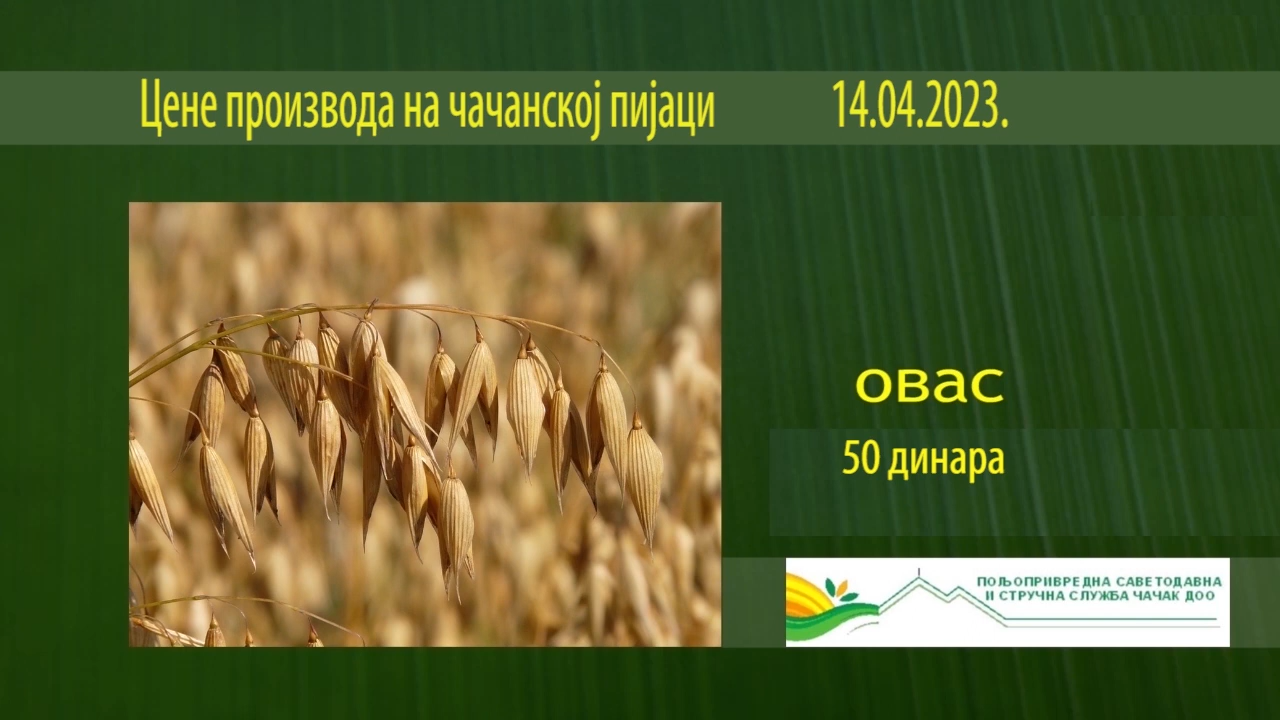 Цене производа на чачанској пијаци 14.04.2023.
овас
50 динара
ПОЉОПРИВРЕДНА САВЕТОДАВНА
И СТРУЧНА СЛУЖБА ЧАЧАК ДОО